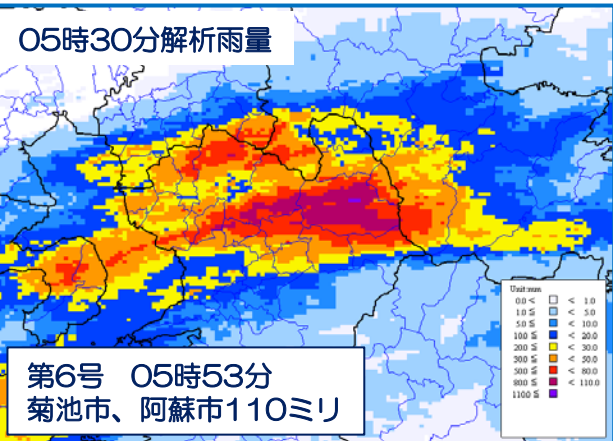 05時30分解析雨量
Unit:mm
0.0 < < 1.0
1.0 ≦ < 5.0
5.0 ≦ < 10.0
10.0 ≦ < 20.0
20.0 ≦ < 30.0
30.0 ≦ < 50.0
50.0 ≦ < 80.0
80.0 ≦ < 110.0
110.0 ≦
第6号 05時53分
菊池市、阿蘇市110ミリ